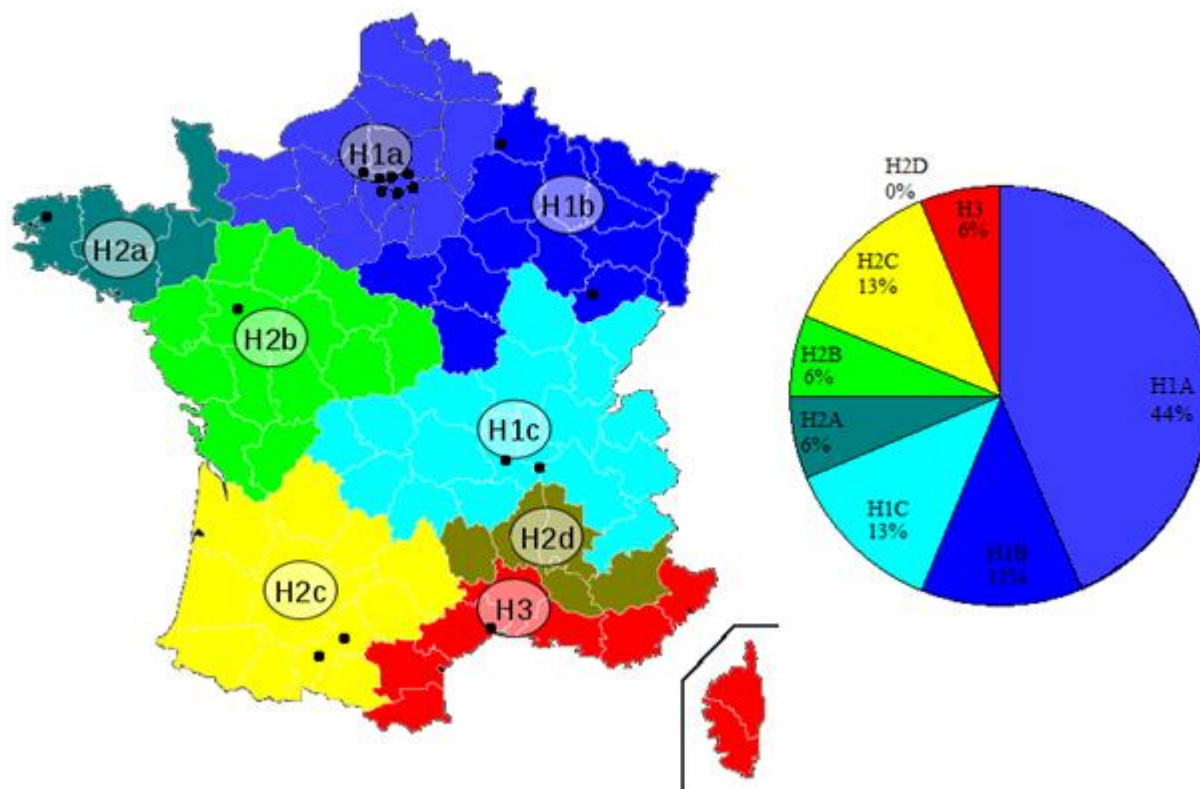 H1a
H1b
H2a
H2b
H1c
H2d
H2c
H3
H2D
0%
H3
6%
H2C
13%
H2B
6%
H2A
6%
H1C
13%
H1B
12%
H1A
44%